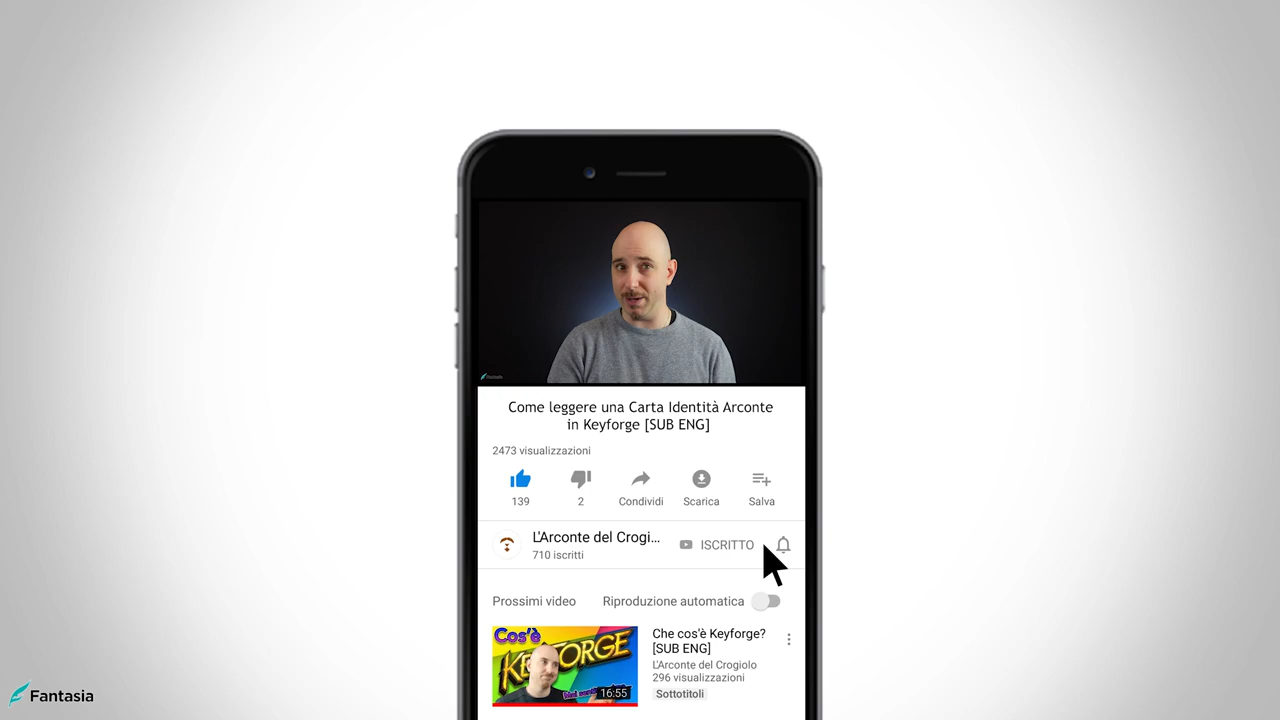 Come leggere una Carta Identità Arconte
in Keyforge [SUB ENG]
2473 visualizzazioni
139
2
Condividi
Scarica
Salva
L'Arconte del Crogi...
710 iscritti
ISCRITTO
Prossimi video
Riproduzione automatica
Cos'è
KEYFORGE
16:55
Che cos'è Keyforge?
[SUB ENG]
L'Arconte del Crogiolo
296 visualizzazioni
Sottotitoli
Fantasia